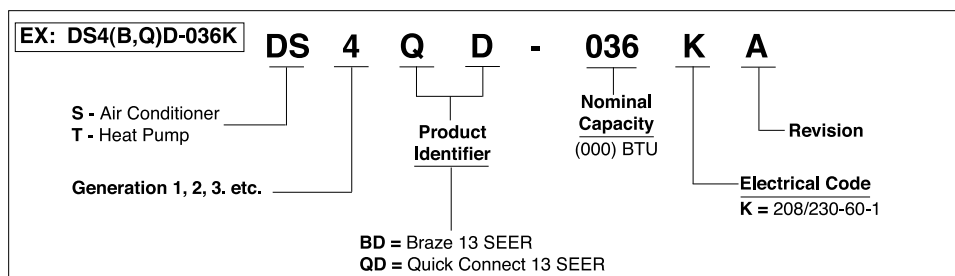 EX: DS4(B,Q)D-036K
DS 4 Q D - 036 K A
S - Air Conditioner
T - Heat Pump
Generation 1, 2, 3. etc.
Product
Identifier
BD = Braze 13 SEER
QD = Quick Connect 13 SEER
Nominal
Capacity
(000) BTU
Revision
Electrical Code
K = 208/230-60-1